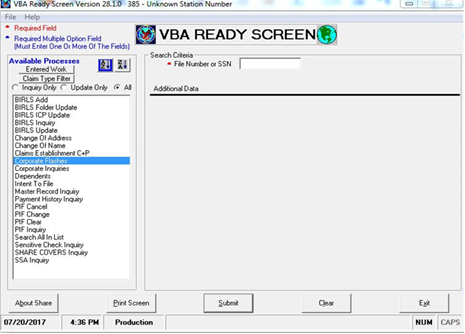 VBA Ready Screen Version 28.1.0   385 - Unknown Station Number
File   Help
* Required Field
* Required Multiple Option Field
(Must Enter One Or More Of The Fields)
VBA READY SCREEN
Available Processes
Entered Work
Claim Type Filter
Inquiry Only   Update Only   All
BIRLS Add
BIRLS Folder Update
BIRLS ICP Update
BIRLS Inquiry
BIRLS Update
Change Of Address
Change Of Name
Claims Establishment C+P
Corporate Flashes
Corporate Inquiries
Dependents
Intent To File
Master Record Inquiry
Payment History Inquiry
PIF Cancel
PIF Change
PIF Clear
PIF Inquiry
Search All In List
Sensitive Check Inquiry
SHARE COVERS Inquiry
SSA Inquiry
Search Criteria
* File Number or SSN
Additional Data
About Share   Print Screen   Submit   Clear   Exit
07/20/2017   4:36 PM   Production   NUM   CAPS